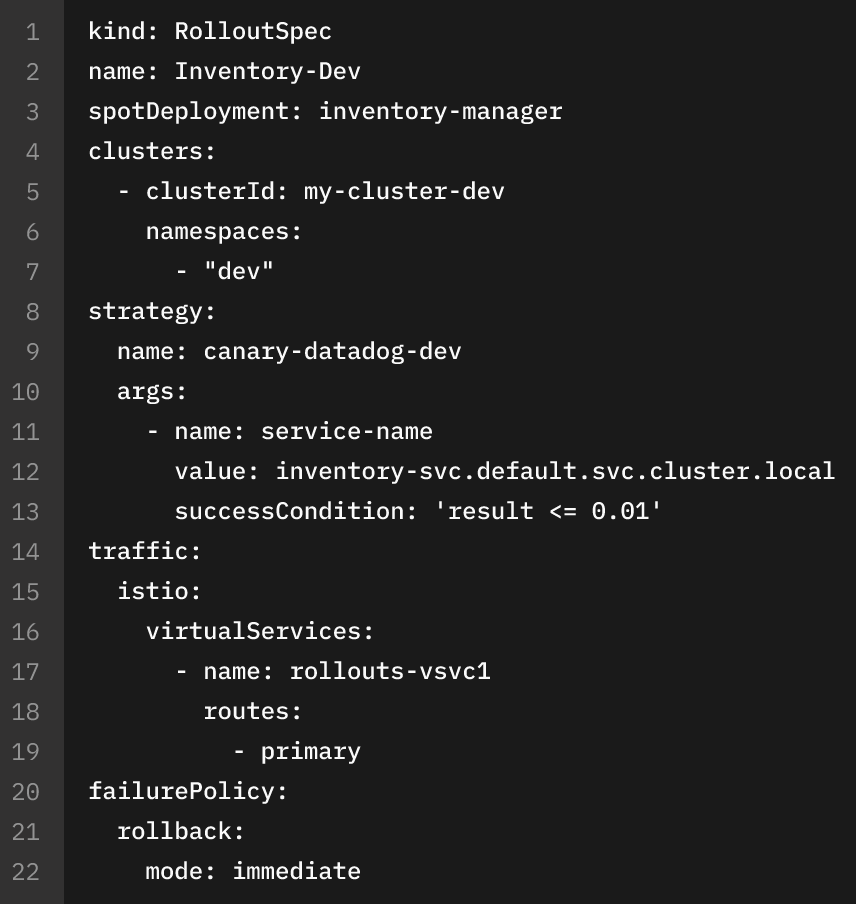 1 kind: RolloutSpec
2 name: Inventory-Dev
3 spotDeployment: inventory-manager
4 clusters:
5   - clusterId: my-cluster-dev
6     namespaces:
7       - "dev"
8 strategy:
9   name: canary-datadog-dev
10   args:
11     - name: service-name
12       value: inventory-svc.default.svc.cluster.local
13       successCondition: 'result <= 0.01'
14 traffic:
15   istio:
16     virtualServices:
17       - name: rollouts-vsvc1
18         routes:
19           - primary
20 failurePolicy:
21   rollback:
22     mode: immediate